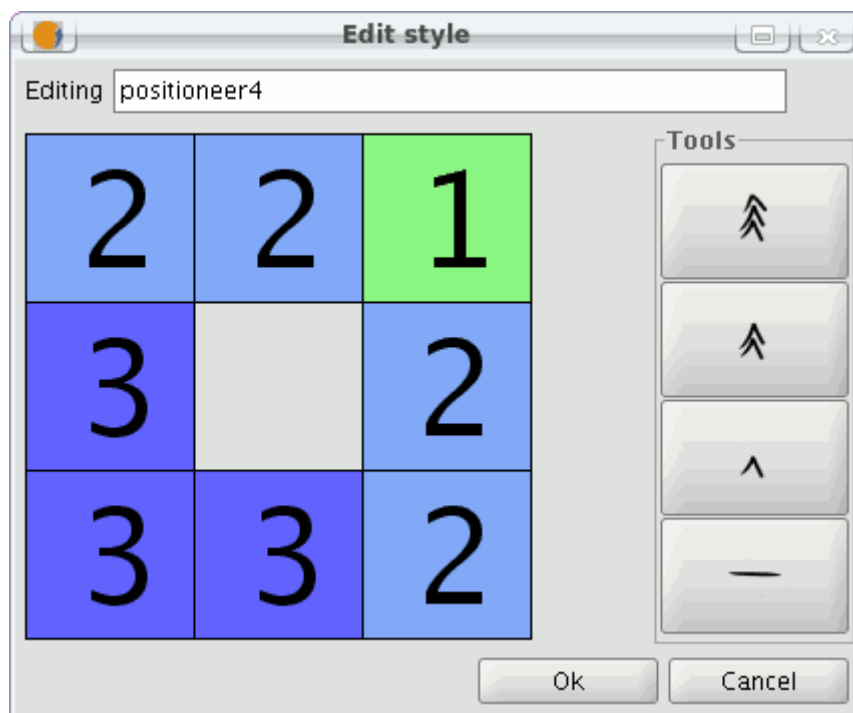 Edit style
Editing positioneer4
Tools
2 2 1
3 2
3 3 2
Ok Cancel